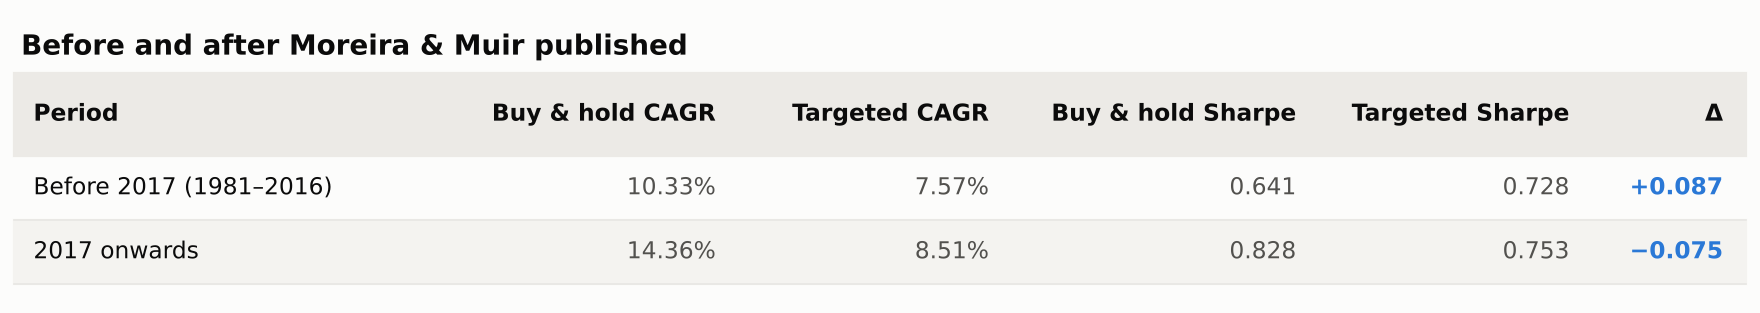 Before and after Moreira & Muir published
Period Buy & hold CAGR Targeted CAGR Buy & hold Sharpe Targeted Sharpe Δ
Before 2017 (1981–2016) 10.33% 7.57% 0.641 0.728 +0.087
2017 onwards 14.36% 8.51% 0.828 0.753 −0.075